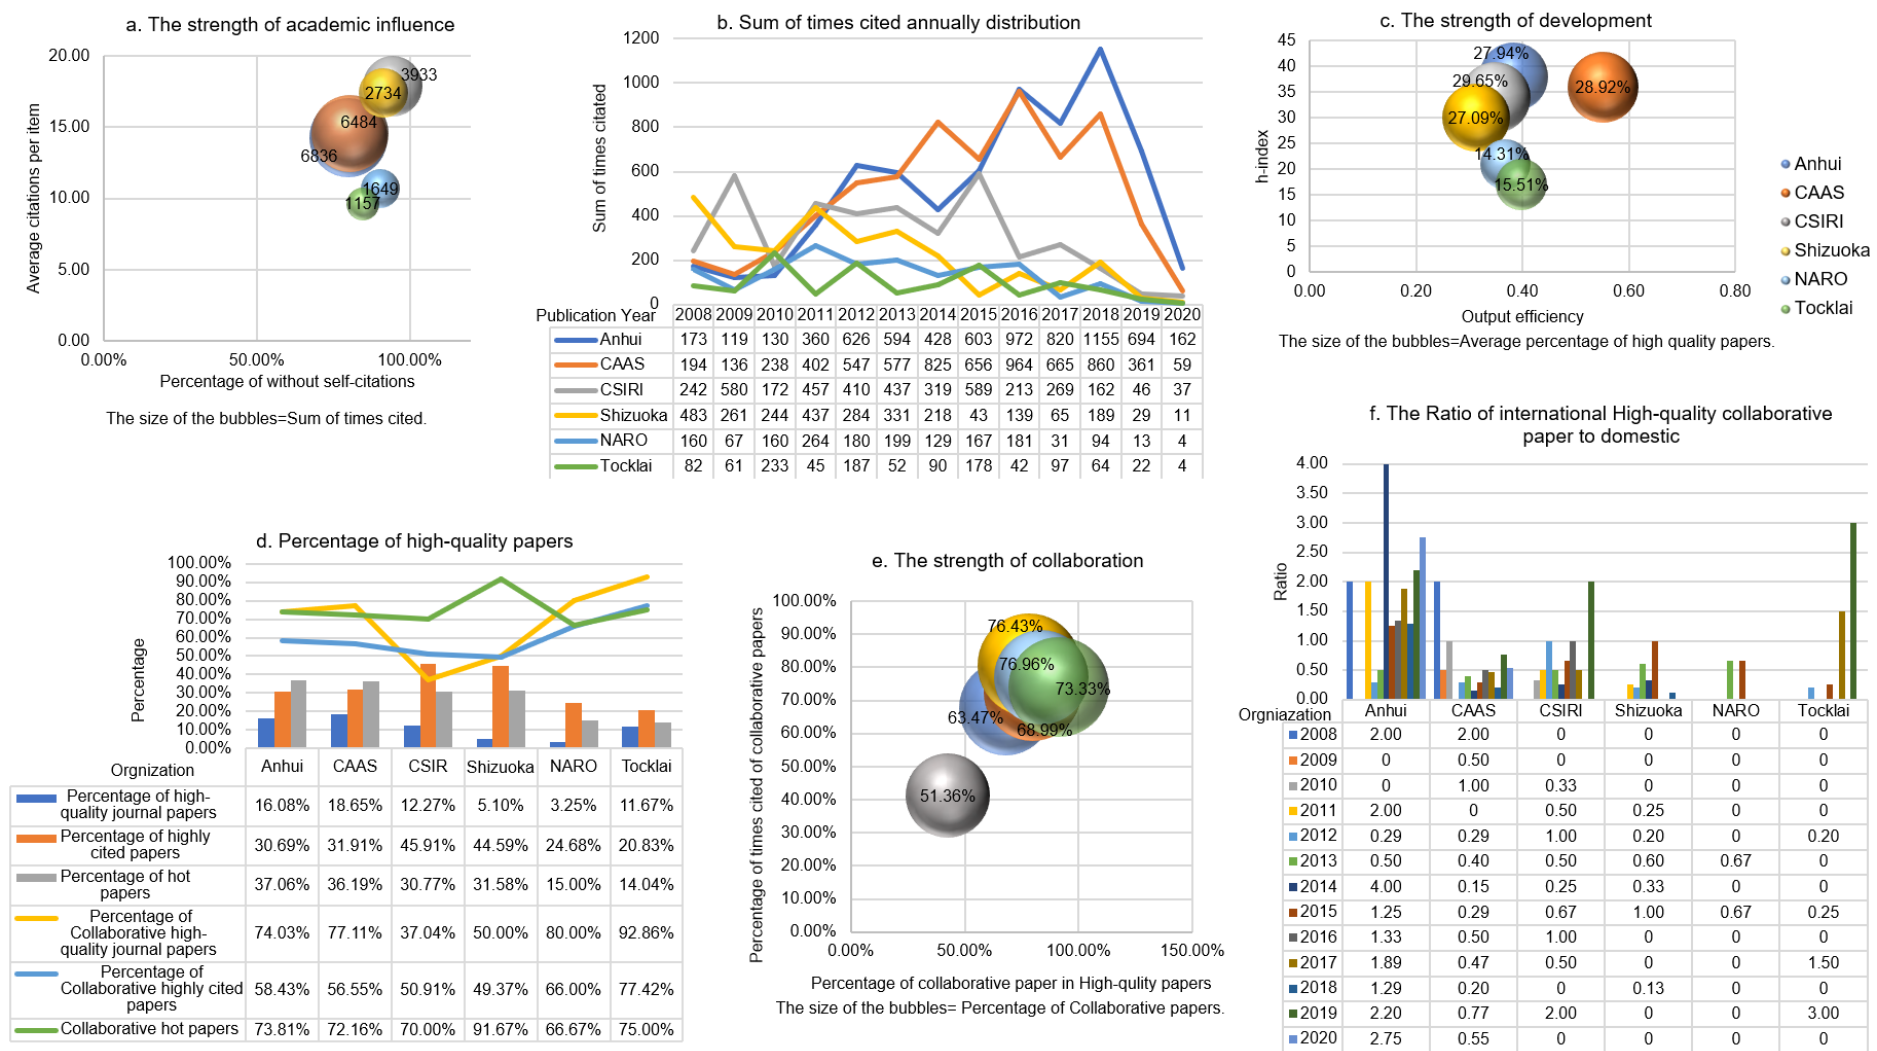 a. The strength of academic influence
20.00
15.00
10.00
5.00
0.00
0.00%
50.00%
100.00%
3933
2734
6484
6836
1649
1157
Average citations per item
Percentage of without self-citations
The size of the bubbles=Sum of times cited.
b. Sum of times cited annually distribution
1200
1000
800
600
400
200
0
Sum of times citated
Publication Year 2008 2009 2010 2011 2012 2013 2014 2015 2016 2017 2018 2019 2020
Anhui 173 119 130 360 626 594 428 603 972 820 1155 694 162
CAAS 194 136 238 402 547 577 825 656 964 665 860 361 59
CSIRI 242 580 172 457 410 437 319 589 213 269 162 46 37
Shizuoka 483 261 244 437 284 331 218 43 139 65 189 29 11
NARO 160 67 160 264 180 199 129 167 181 31 94 13 4
Tocklai 82 61 233 45 187 52 90 178 42 97 64 22 4
c. The strength of development
45
40
35
30
25
20
15
10
5
0
0.00
0.20
0.40
0.60
0.80
27.94%
29.65%
28.92%
27.09%
14.31%
15.51%
h-index
Output efficiency
Anhui
CAAS
CSIRI
Shizuoka
NARO
Tocklai
The size of the bubbles=Average percentage of high quality papers.
d. Percentage of high-quality papers
100.00%
90.00%
80.00%
70.00%
60.00%
50.00%
40.00%
30.00%
20.00%
10.00%
0.00%
Percentage
Orgnization Anhui CAAS CSIR Shizuoka NARO Tocklai
Percentage of high-
quality journal papers 16.08% 18.65% 12.27% 5.10% 3.25% 11.67%
Percentage of highly
cited papers 30.69% 31.91% 45.91% 44.59% 24.68% 20.83%
Percentage of hot
papers 37.06% 36.19% 30.77% 31.58% 15.00% 14.04%
Percentage of
Collaborative high-
quality journal papers 74.03% 77.11% 37.04% 50.00% 80.00% 92.86%
Percentage of
Collaborative highly cited
papers 58.43% 56.55% 50.91% 49.37% 66.00% 77.42%
Collaborative hot papers 73.81% 72.16% 70.00% 91.67% 66.67% 75.00%
e. The strength of collaboration
100.00%
90.00%
80.00%
70.00%
60.00%
50.00%
40.00%
30.00%
20.00%
10.00%
0.00%
0.00%
50.00%
100.00%
150.00%
76.43%
76.96%
73.33%
63.47%
68.99%
51.36%
Percentage of times cited of collaborative papers
Percentage of collaborative paper in High-qulity papers
The size of the bubbles= Percentage of Collaborative papers.
f. The Ratio of international High-quality collaborative
paper to domestic
4.00
3.50
3.00
2.50
2.00
1.50
1.00
0.50
0.00
Ratio
Orgniazation Anhui CAAS CSIRI Shizuoka NARO Tocklai
2008 2.00 2.00 0 0 0 0
2009 0 0.50 0 0 0 0
2010 0 1.00 0.33 0 0 0
2011 2.00 0 0.50 0.25 0 0
2012 0.29 0.29 1.00 0.20 0 0.20
2013 0.50 0.40 0.50 0.60 0.67 0
2014 4.00 0.15 0.25 0.33 0 0
2015 1.25 0.29 0.67 1.00 0.67 0.25
2016 1.33 0.50 1.00 0 0 0
2017 1.89 0.47 0.50 0 0 1.50
2018 1.29 0.20 0 0.13 0 0
2019 2.20 0.77 2.00 0 0 3.00
2020 2.75 0.55 0 0 0 0